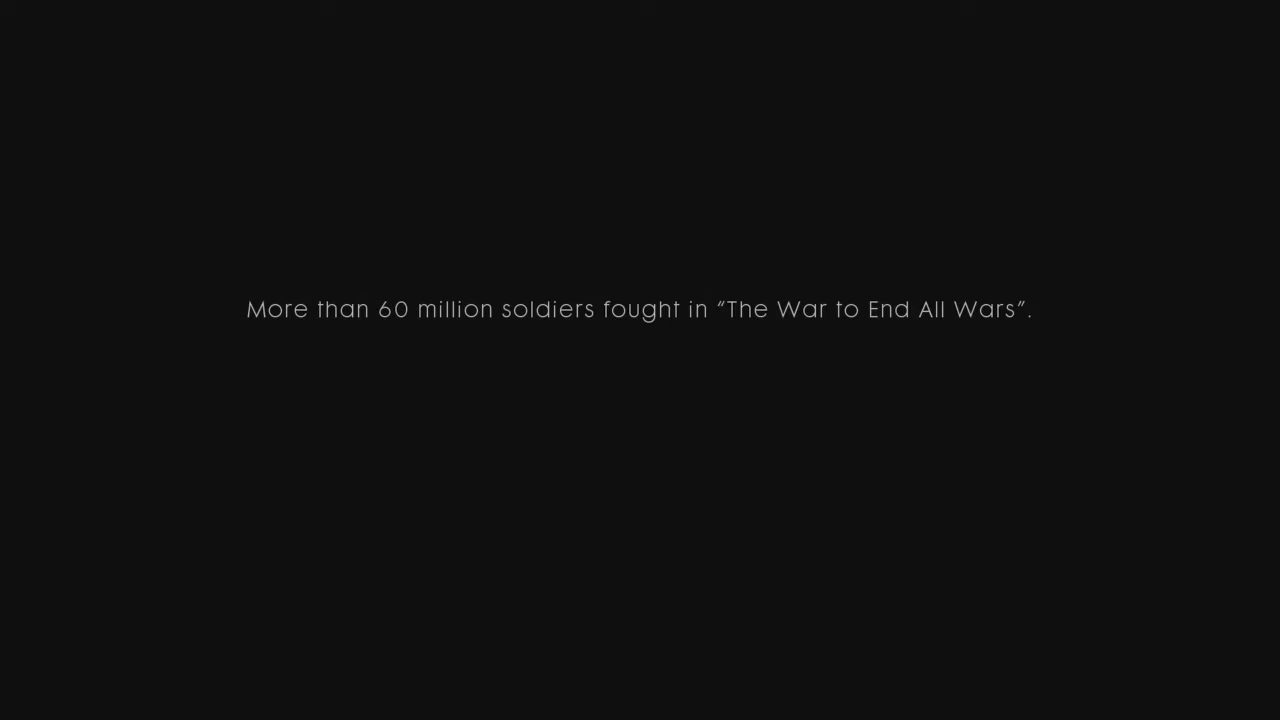 More than 60 million soldiers fought in “The War to End All Wars”.